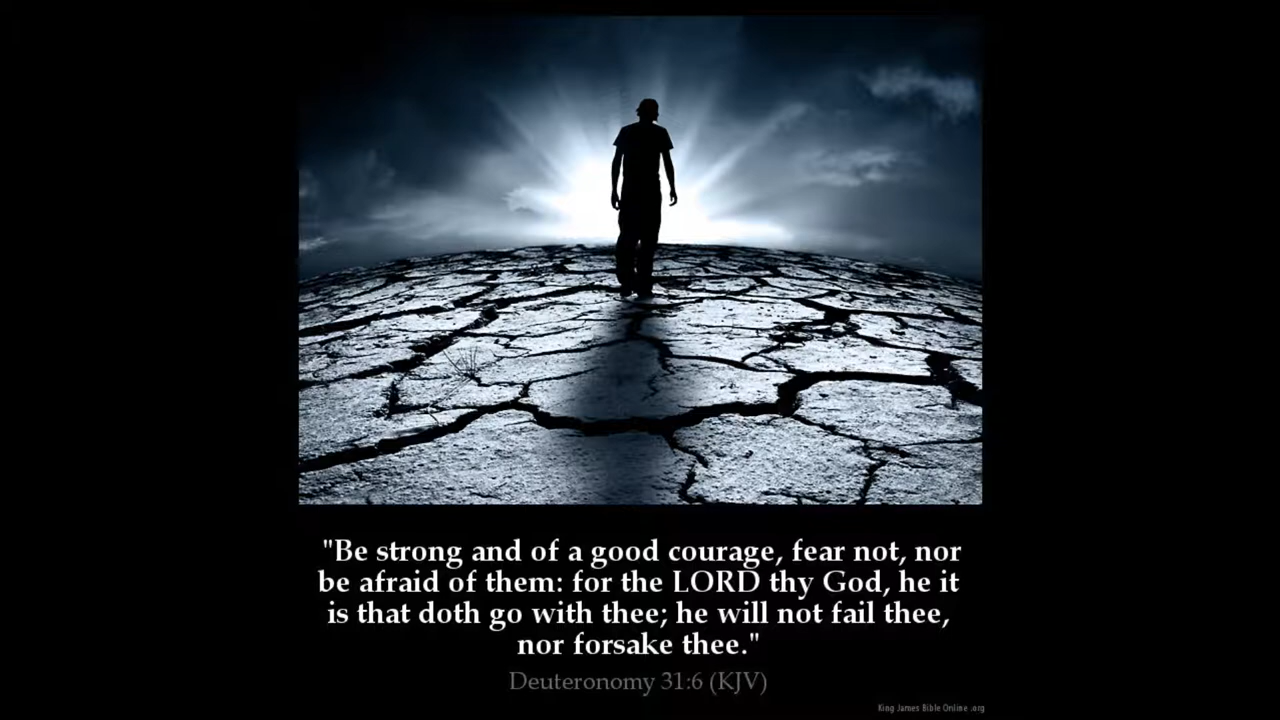 "Be strong and of a good courage, fear not, nor
be afraid of them: for the LORD thy God, he it
is that doth go with thee; he will not fail thee,
nor forsake thee."
Deuteronomy 31:6 (KJV)
King James Bible Online .org